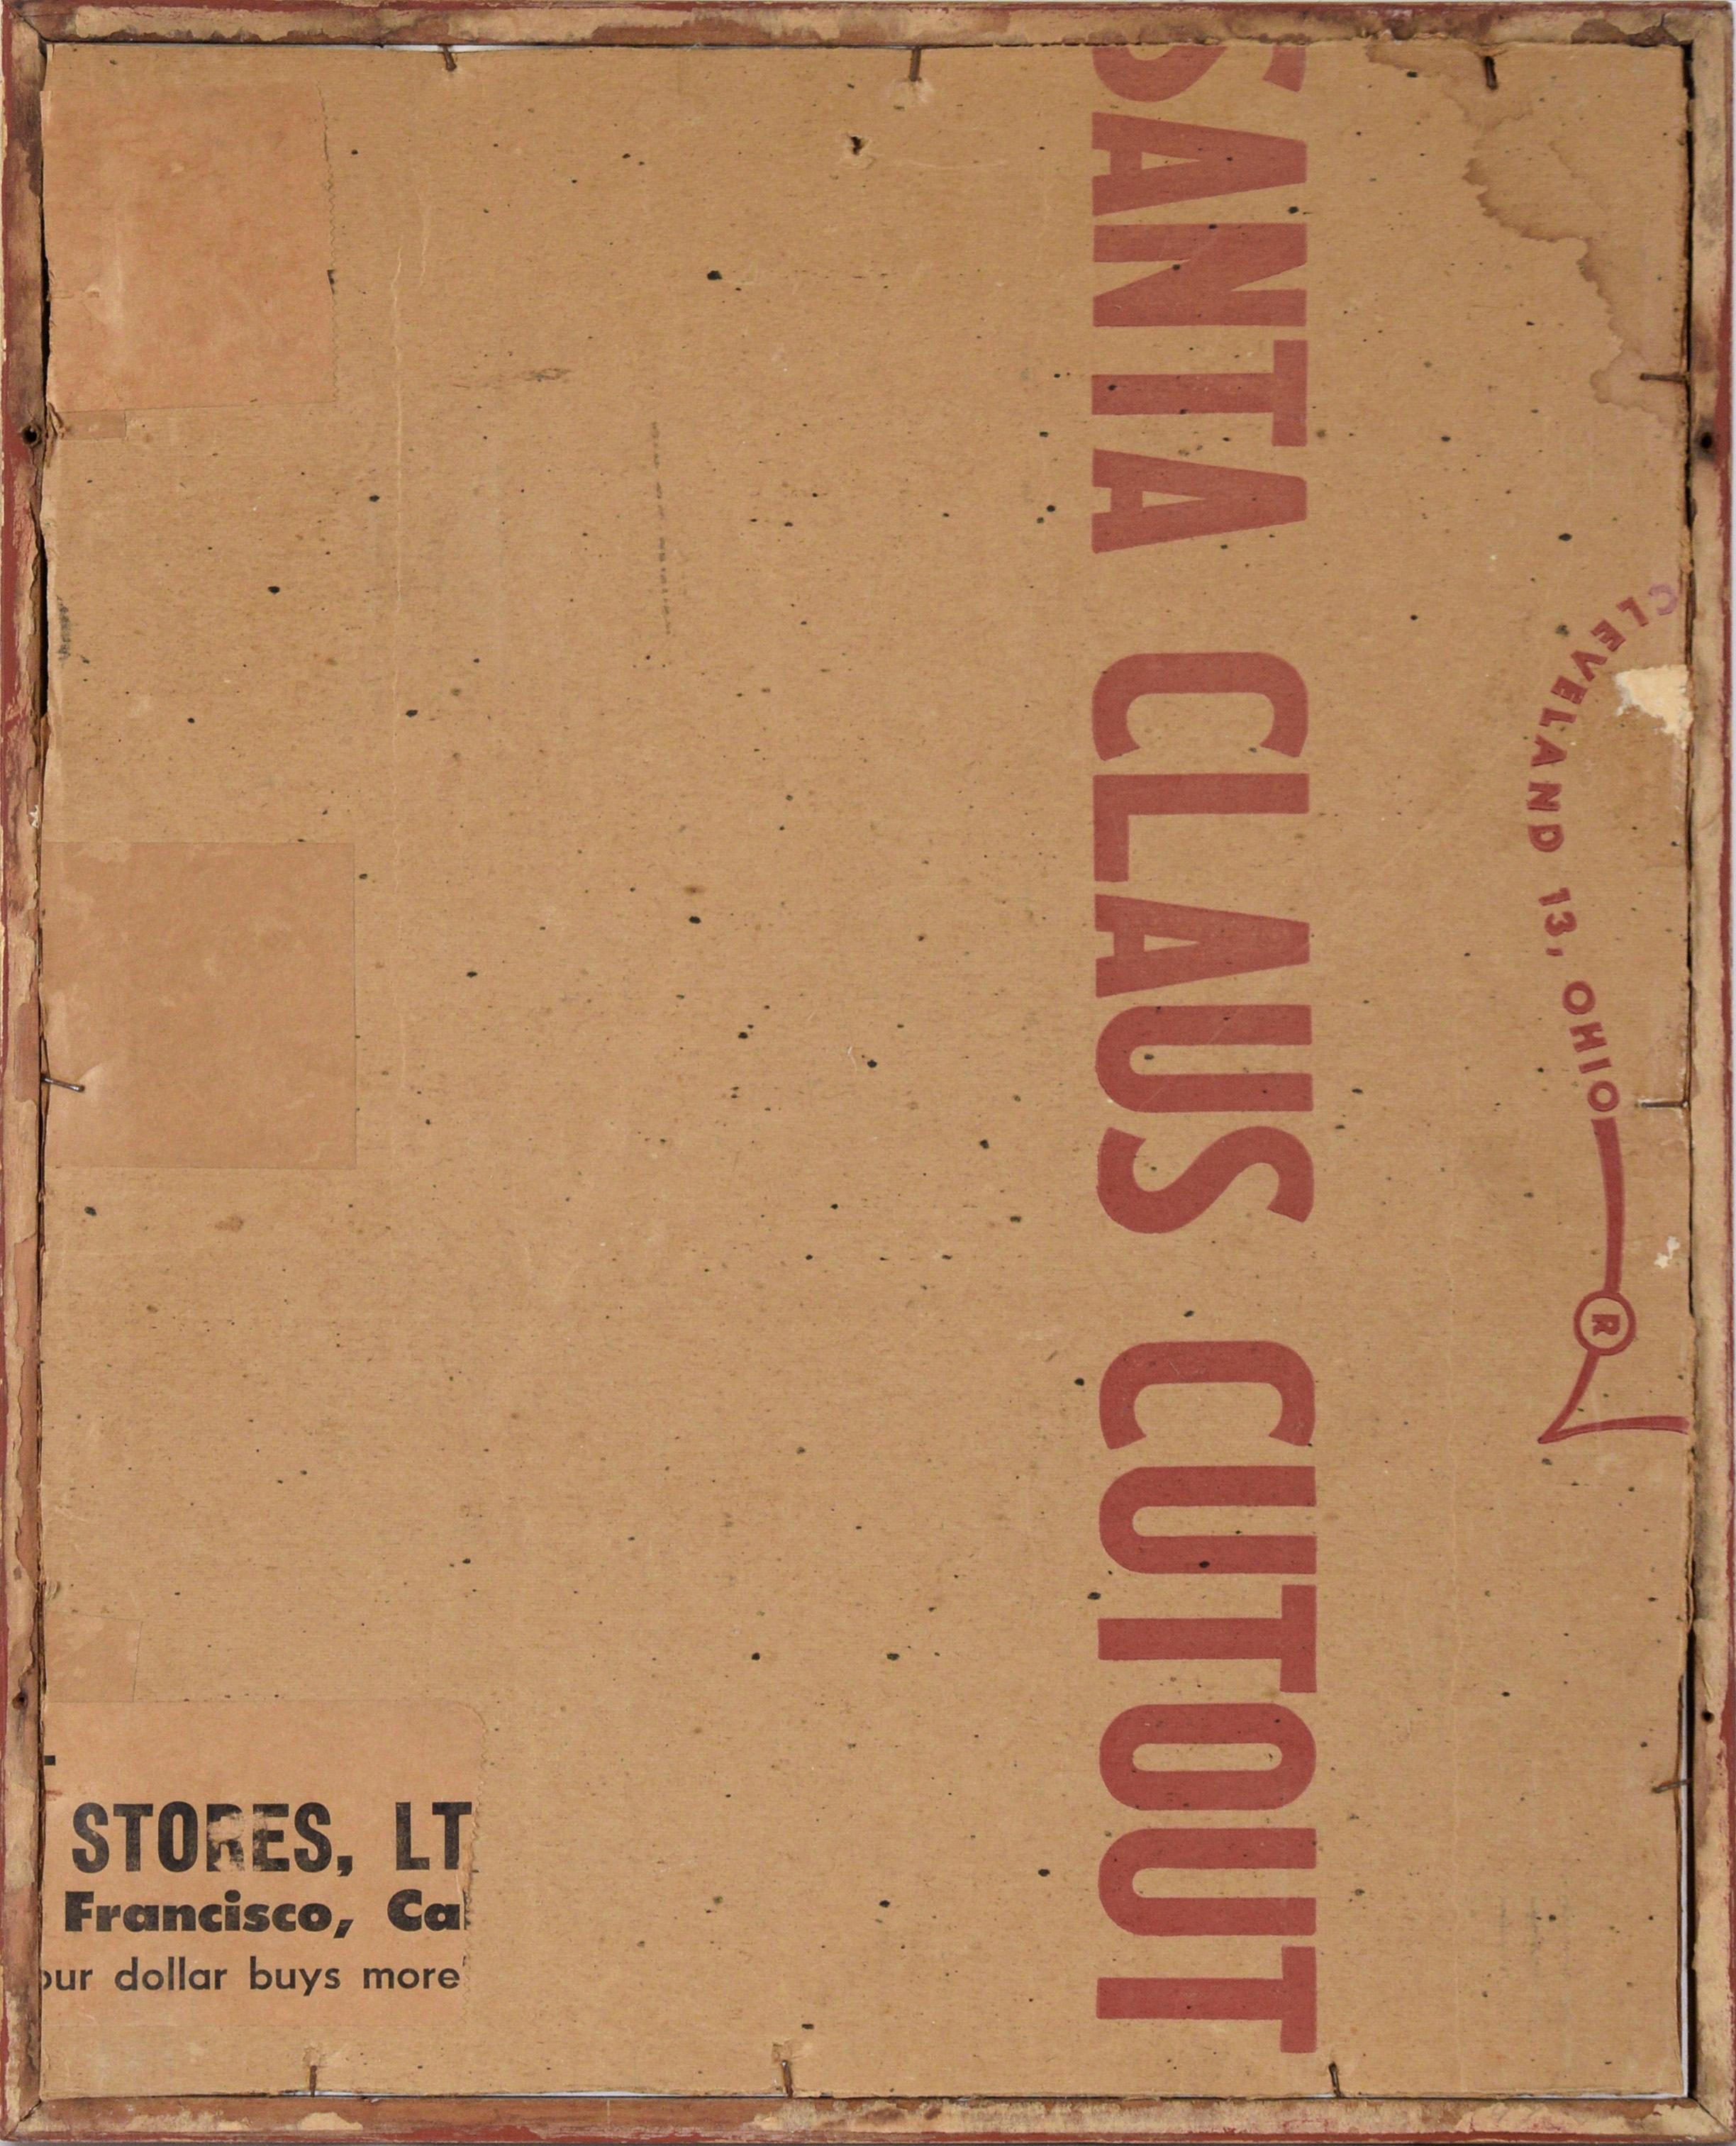 SANTA CLAUS CUTOUT
CLEVELAND 13, OHIO
R
STORES, LT
Francisco, Ca
our dollar buys more